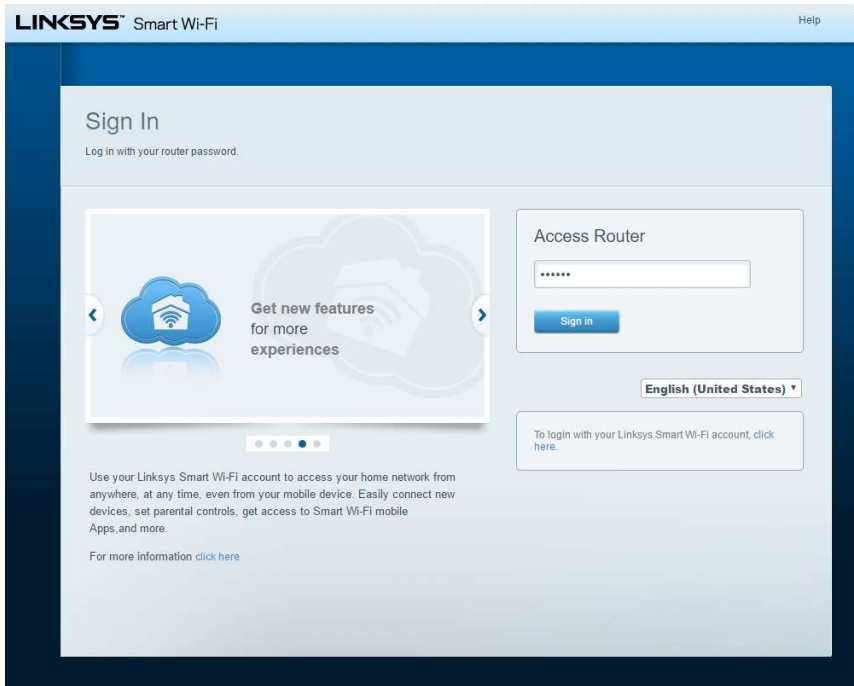 LINKSYS™ Smart Wi-Fi
Help
Sign In
Log in with your router password.
Get new features
for more
experiences
Use your Linksys Smart Wi-Fi account to access your home network from
anywhere, at any time, even from your mobile device. Easily connect new
devices, set parental controls, get access to Smart Wi-Fi mobile
Apps,and more.
For more information click here
Access Router
••••••
Sign in
English (United States)
To login with your Linksys Smart Wi-Fi account, click
here.